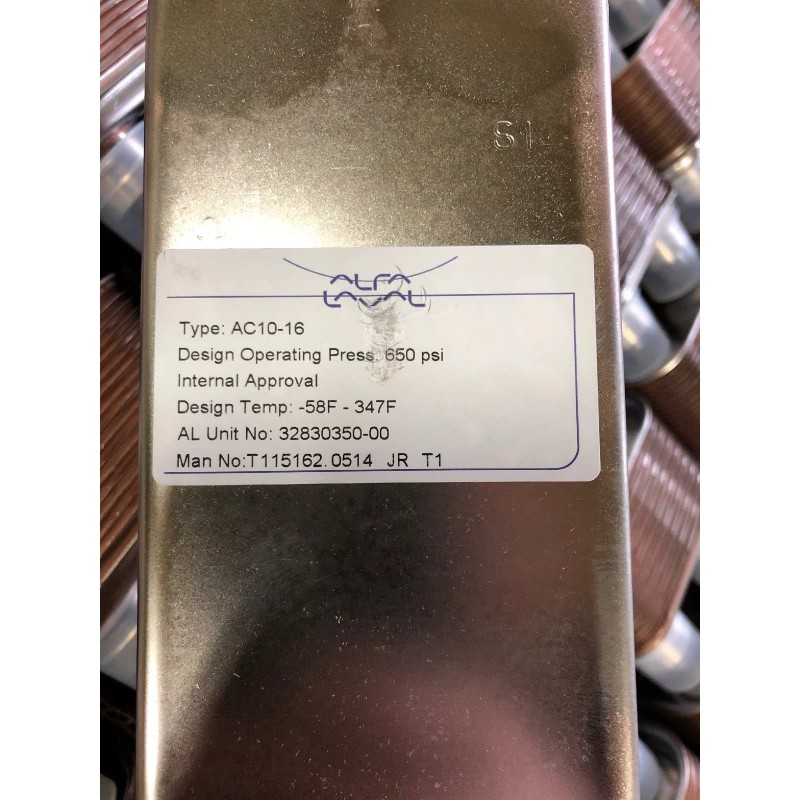 S1
ALFA
LAVAL
Type: AC10-16
Design Operating Press: 650 psi
Internal Approval
Design Temp: -58F - 347F
AL Unit No: 32830350-00
Man No:T115162.0514 JR T1